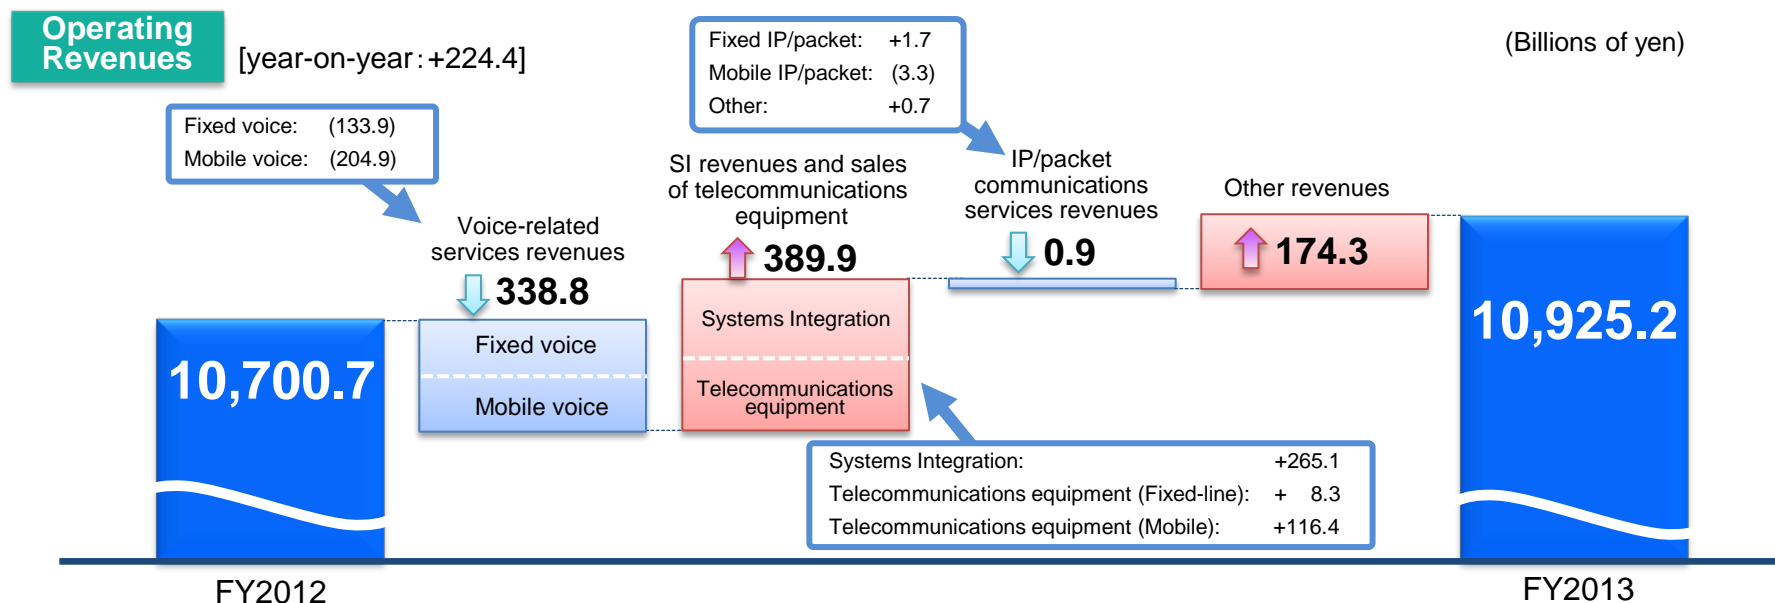 Operating
Revenues
[year-on-year:+224.4]
(Billions of yen)
Fixed voice: (133.9)
Mobile voice: (204.9)
Fixed IP/packet: +1.7
Mobile IP/packet: (3.3)
Other: +0.7
Voice-related
services revenues
338.8
SI revenues and sales
of telecommunications
equipment
389.9
IP/packet
communications
services revenues
0.9
Other revenues
174.3
10,700.7
Fixed voice
Mobile voice
Systems Integration
Telecommunications
equipment
10,925.2
Systems Integration: +265.1
Telecommunications equipment (Fixed-line): + 8.3
Telecommunications equipment (Mobile): +116.4
FY2012
FY2013